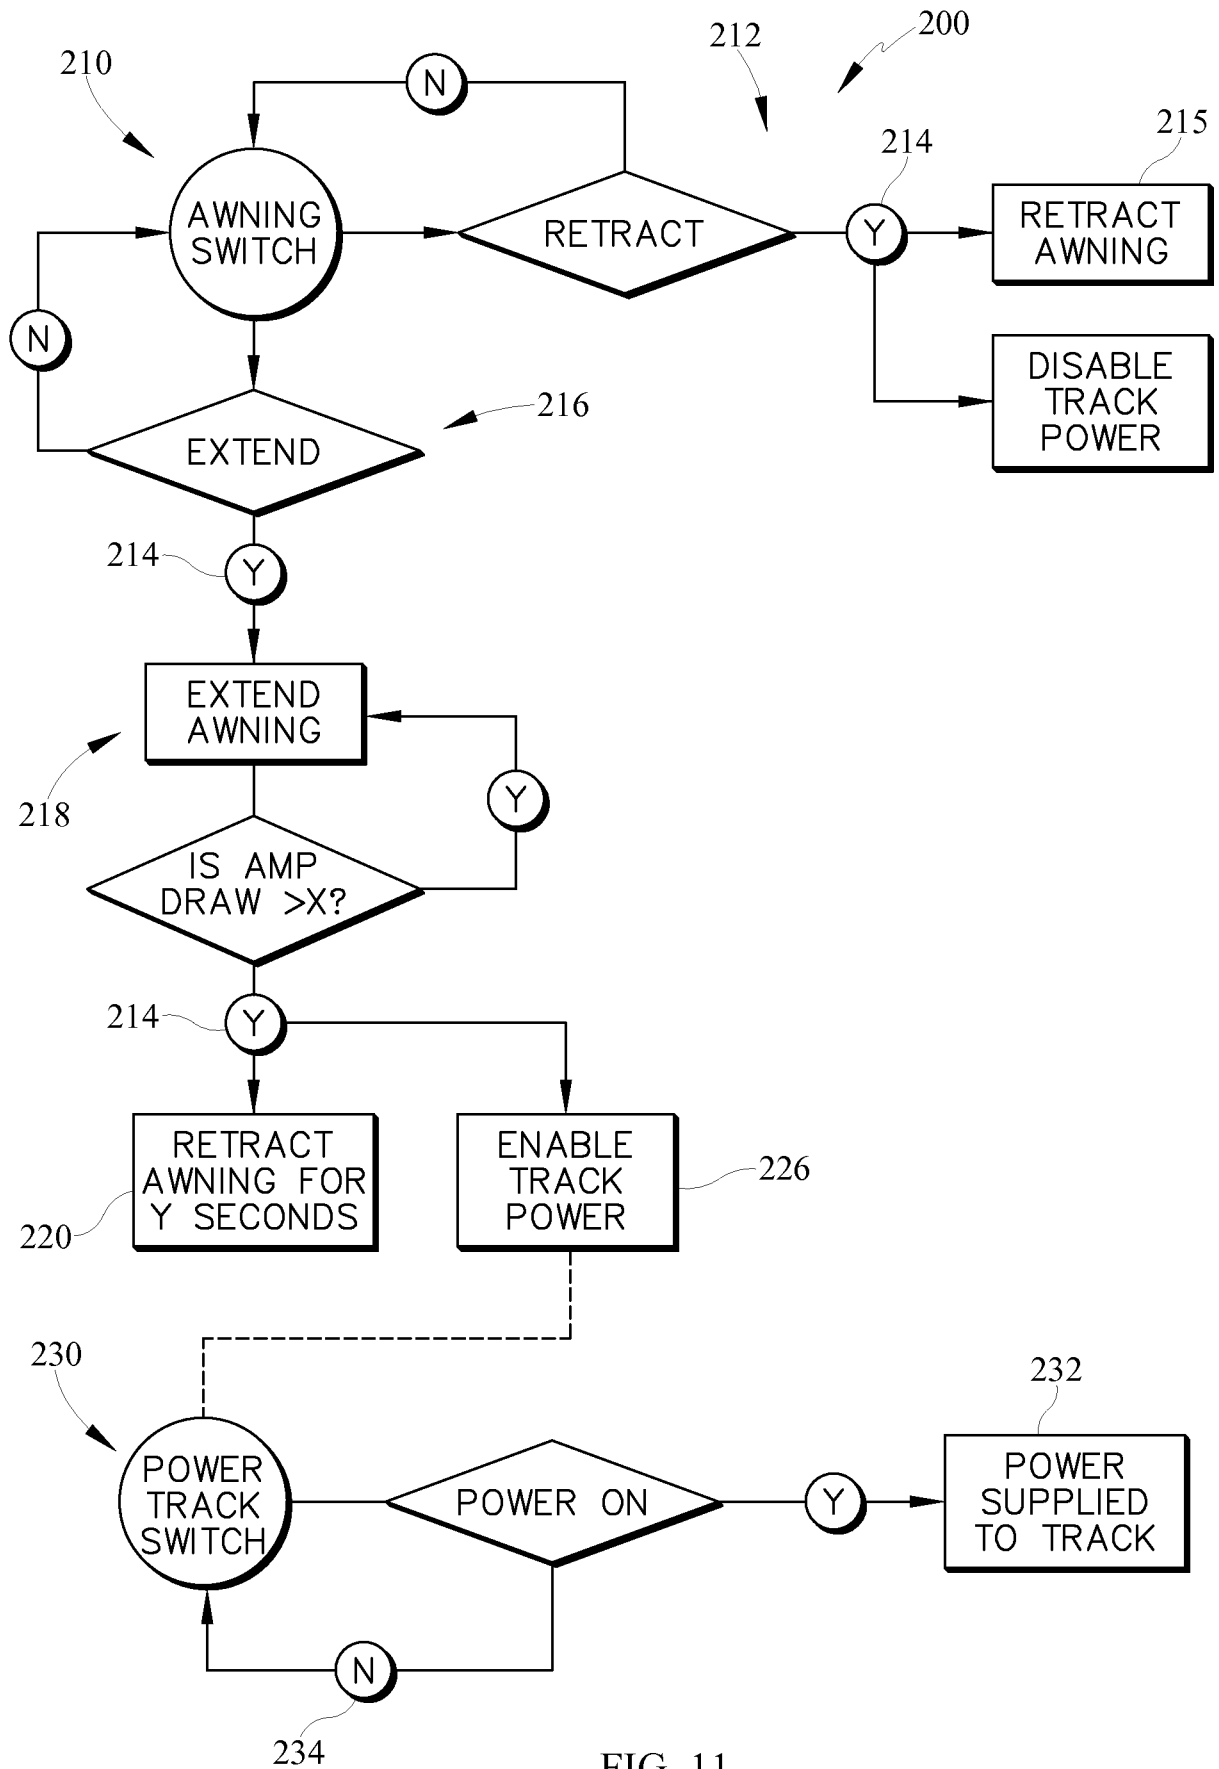 200
212
210
N
214
215
AWNING
SWITCH
RETRACT
Y
RETRACT
AWNING
N
DISABLE
TRACK
POWER
216
EXTEND
214
Y
EXTEND
AWNING
218
Y
IS AMP
DRAW >X?
214
Y
RETRACT
AWNING FOR
Y SECONDS
220
ENABLE
TRACK
POWER
226
230
232
POWER
TRACK
SWITCH
POWER ON
Y
POWER
SUPPLIED
TO TRACK
N
234
FIG. 11